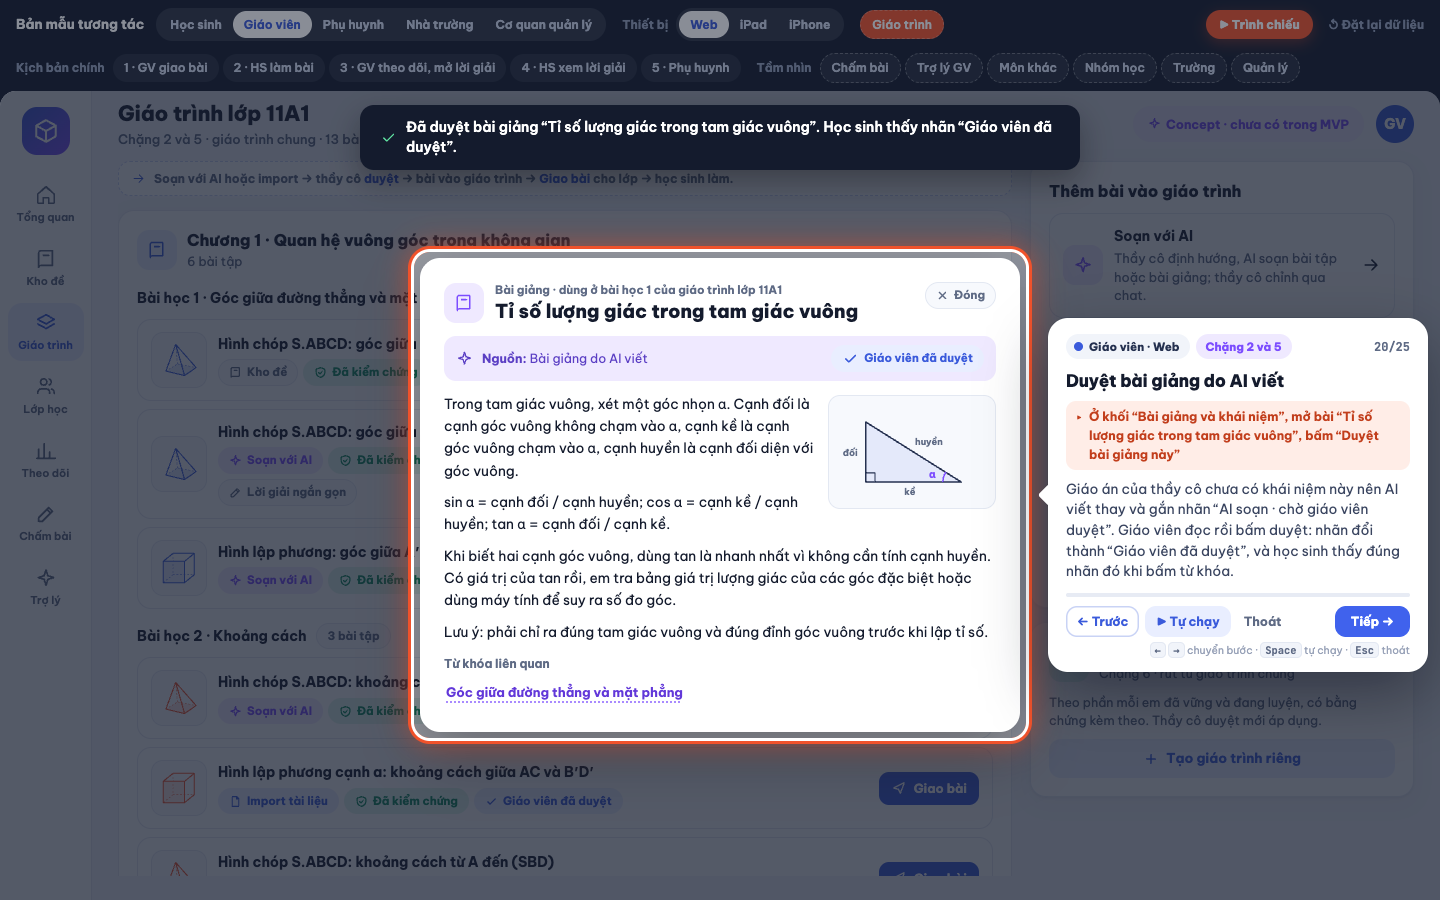 Bản mẫu tương tác
Học sinh
Giáo viên
Phụ huynh
Nhà trường
Cơ quan quản lý
Thiết bị
Web
iPad
iPhone
Giáo trình
Trình chiếu
Đặt lại dữ liệu
Kịch bản chính
1 · GV giao bài
2 · HS làm bài
3 · GV theo dõi, mở lời giải
4 · HS xem lời giải
5 · Phụ huynh
Tầm nhìn
Chấm bài
Trợ lý GV
Môn khác
Nhóm học
Trường
Quản lý
Giáo trình lớp 11A1
Chặng 2 và 5 · giáo trình chung · 13 bà
Đã duyệt bài giảng “Tỉ số lượng giác trong tam giác vuông”. Học sinh thấy nhãn “Giáo viên đã
duyệt”.
Concept · chưa có trong MVP
GV
→ Soạn với AI hoặc import → thầy cô duyệt → bài vào giáo trình → Giao bài cho lớp → học sinh làm.
Tổng quan
Kho đề
Giáo trình
Lớp học
Theo dõi
Chấm bài
Trợ lý
Chương 1 · Quan hệ vuông góc trong không gian
6 bài tập
Bài học 1 · Góc giữa đường thẳng và mặt
Hình chóp S.ABCD: góc giữa
Kho đề
Đã kiểm chứng
Hình chóp S.ABCD: góc giữa
Soạn với AI
Đã kiểm ch
Lời giải ngắn gọn
Hình lập phương: góc giữa A’
Soạn với AI
Đã kiểm ch
Bài học 2 · Khoảng cách
3 bài tập
Hình chóp S.ABCD: khoảng c
Soạn với AI
Đã kiểm ch
Hình lập phương cạnh a: khoảng cách giữa AC và B’D’
Import tài liệu
Đã kiểm chứng
Giáo viên đã duyệt
Giao bài
Hình chóp S.ABCD: khoảng cách từ A đến (SBD)
Bài giảng · dùng ở bài học 1 của giáo trình lớp 11A1
Tỉ số lượng giác trong tam giác vuông
Đóng
Nguồn: Bài giảng do AI viết
Giáo viên đã duyệt
Trong tam giác vuông, xét một góc nhọn α. Cạnh đối là
cạnh góc vuông không chạm vào α, cạnh kề là cạnh
góc vuông chạm vào α, cạnh huyền là cạnh đối diện với
góc vuông.
sin α = cạnh đối / cạnh huyền; cos α = cạnh kề / cạnh
huyền; tan α = cạnh đối / cạnh kề.
đối
huyền
α
kề
Khi biết hai cạnh góc vuông, dùng tan là nhanh nhất vì không cần tính cạnh huyền.
Có giá trị của tan rồi, em tra bảng giá trị lượng giác của các góc đặc biệt hoặc
dùng máy tính để suy ra số đo góc.
Lưu ý: phải chỉ ra đúng tam giác vuông và đúng đỉnh góc vuông trước khi lập tỉ số.
Từ khóa liên quan
Góc giữa đường thẳng và mặt phẳng
Thêm bài vào giáo trình
Soạn với AI
Thầy cô định hướng, AI soạn bài tập
hoặc bài giảng; thầy cô chỉnh qua
chat.
Giáo viên · Web
Chặng 2 và 5
20/25
Duyệt bài giảng do AI viết
Ở khối “Bài giảng và khái niệm”, mở bài “Tỉ số
lượng giác trong tam giác vuông”, bấm “Duyệt
bài giảng này”
Giáo án của thầy cô chưa có khái niệm này nên AI
viết thay và gắn nhãn “AI soạn · chờ giáo viên
duyệt”. Giáo viên đọc rồi bấm duyệt: nhãn đổi
thành “Giáo viên đã duyệt”, và học sinh thấy đúng
nhãn đó khi bấm từ khóa.
← Trước
Tự chạy
Thoát
Tiếp →
← → chuyển bước · Space tự chạy · Esc thoát
Chương 6 · rút từ giáo trình chung
Theo phần mỗi em đã vững và đang luyện, có bằng
chứng kèm theo. Thầy cô duyệt mới áp dụng.
+ Tạo giáo trình riêng